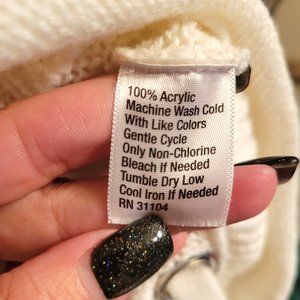 100% Acrylic
Machine Wash Cold
With Like Colors
Gentle Cycle
Only Non-Chlorine
Bleach If Needed
Tumble Dry Low
Cool Iron If Needed
RN 31104